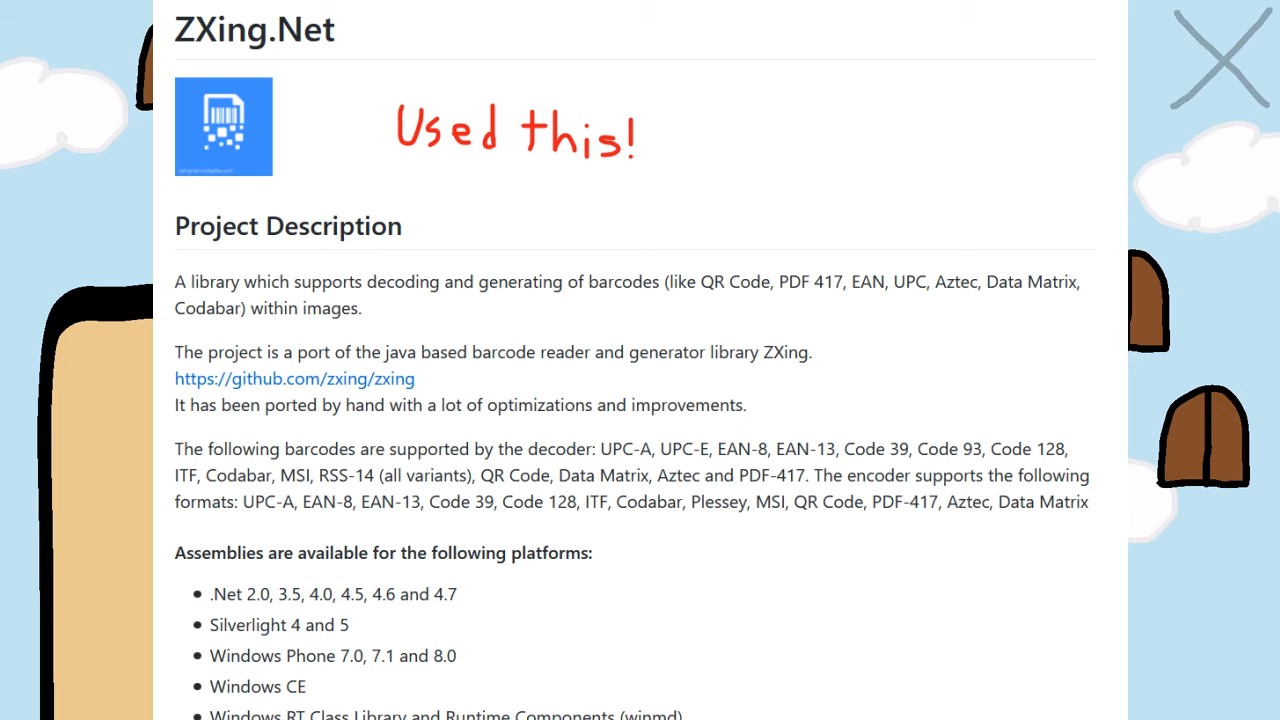 ZXing.Net
Used this!
Project Description
A library which supports decoding and generating of barcodes (like QR Code, PDF 417, EAN, UPC, Aztec, Data Matrix,
Codabar) within images.
The project is a port of the java based barcode reader and generator library ZXing.
https://github.com/zxing/zxing
It has been ported by hand with a lot of optimizations and improvements.
The following barcodes are supported by the decoder: UPC-A, UPC-E, EAN-8, EAN-13, Code 39, Code 93, Code 128,
ITF, Codabar, MSI, RSS-14 (all variants), QR Code, Data Matrix, Aztec and PDF-417. The encoder supports the following
formats: UPC-A, EAN-8, EAN-13, Code 39, Code 128, ITF, Codabar, Plessey, MSI, QR Code, PDF-417, Aztec, Data Matrix
Assemblies are available for the following platforms:
• .Net 2.0, 3.5, 4.0, 4.5, 4.6 and 4.7
• Silverlight 4 and 5
• Windows Phone 7.0, 7.1 and 8.0
• Windows CE
• Windows RT Class Library and Runtime Components (winmd)